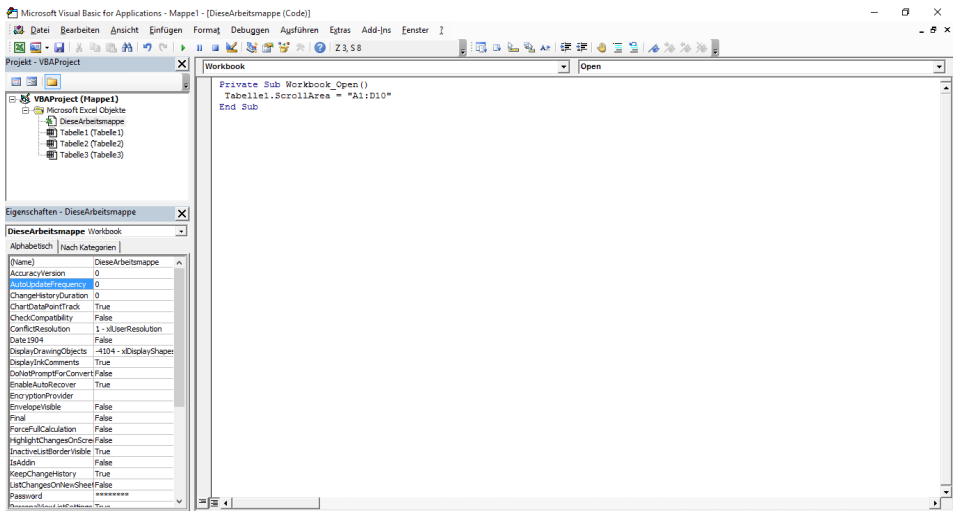 Microsoft Visual Basic for Applications - Mappe1 - [DieseArbeitsmappe (Code)]
Datei Bearbeiten Ansicht Einfügen Format Debuggen Ausführen Extras Add-Ins Fenster ?
Z 3, S 8
Projekt - VBAProject
VBAProject (Mappe1)
Microsoft Excel Objekte
DieseArbeitsmappe
Tabelle1 (Tabelle1)
Tabelle2 (Tabelle2)
Tabelle3 (Tabelle3)
Eigenschaften - DieseArbeitsmappe
DieseArbeitsmappe Workbook
Alphabetisch Nach Kategorien
(Name) DieseArbeitsmappe
AccuracyVersion 0
AutoUpdateFrequency 0
ChangeHistoryDuration 0
ChartDataPointTrack True
CheckCompatibility False
ConflictResolution 1 - xlUserResolution
Date1904 False
DisplayDrawingObjects -4104 - xlDisplayShapes
DisplayInkComments True
DoNotPromptForConvert False
EnableAutoRecover True
EncryptionProvider
EnvelopeVisible False
Final False
ForceFullCalculation False
HighlightChangesOnScree False
InactiveListBorderVisible True
IsAddin False
KeepChangeHistory True
ListChangesOnNewSheet False
Password ********
Workbook Open
Private Sub Workbook_Open()
Tabelle1.ScrollArea = "A1:D10"
End Sub